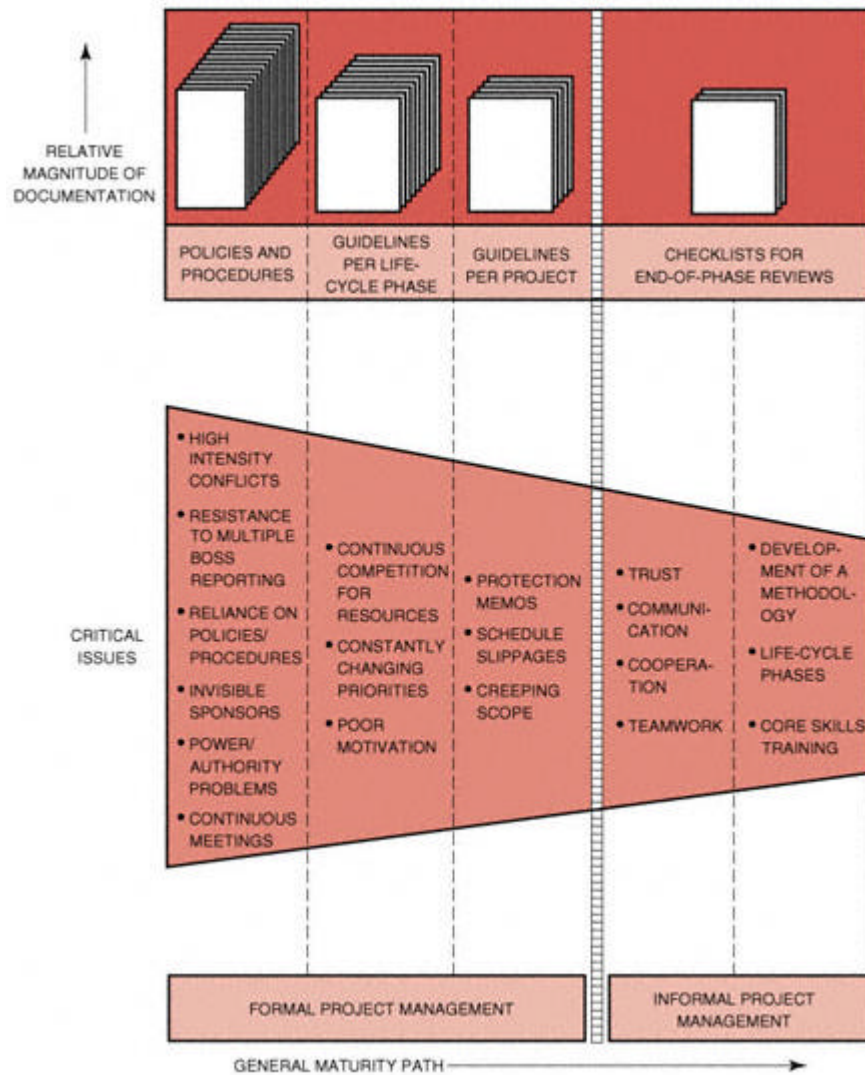 RELATIVE
MAGNITUDE OF
DOCUMENTATION
POLICIES AND
PROCEDURES
GUIDELINES
PER LIFE-
CYCLE PHASE
GUIDELINES
PER PROJECT
CHECKLISTS FOR
END-OF-PHASE REVIEWS
CRITICAL
ISSUES
• HIGH
INTENSITY
CONFLICTS
• RESISTANCE
TO MULTIPLE
BOSS
REPORTING
• RELIANCE ON
POLICIES/
PROCEDURES
• INVISIBLE
SPONSORS
• POWER/
AUTHORITY
PROBLEMS
• CONTINUOUS
MEETINGS
• CONTINUOUS
COMPETITION
FOR
RESOURCES
• CONSTANTLY
CHANGING
PRIORITIES
• POOR
MOTIVATION
• PROTECTION
MEMOS
• SCHEDULE
SLIPPAGES
• CREEPING
SCOPE
• TRUST
• COMMUNI-
CATION
• COOPERA-
TION
• TEAMWORK
• DEVELOP-
MENT OF A
METHODOL-
OGY
• LIFE-CYCLE
PHASES
• CORE SKILLS
TRAINING
FORMAL PROJECT MANAGEMENT
INFORMAL PROJECT
MANAGEMENT
GENERAL MATURITY PATH